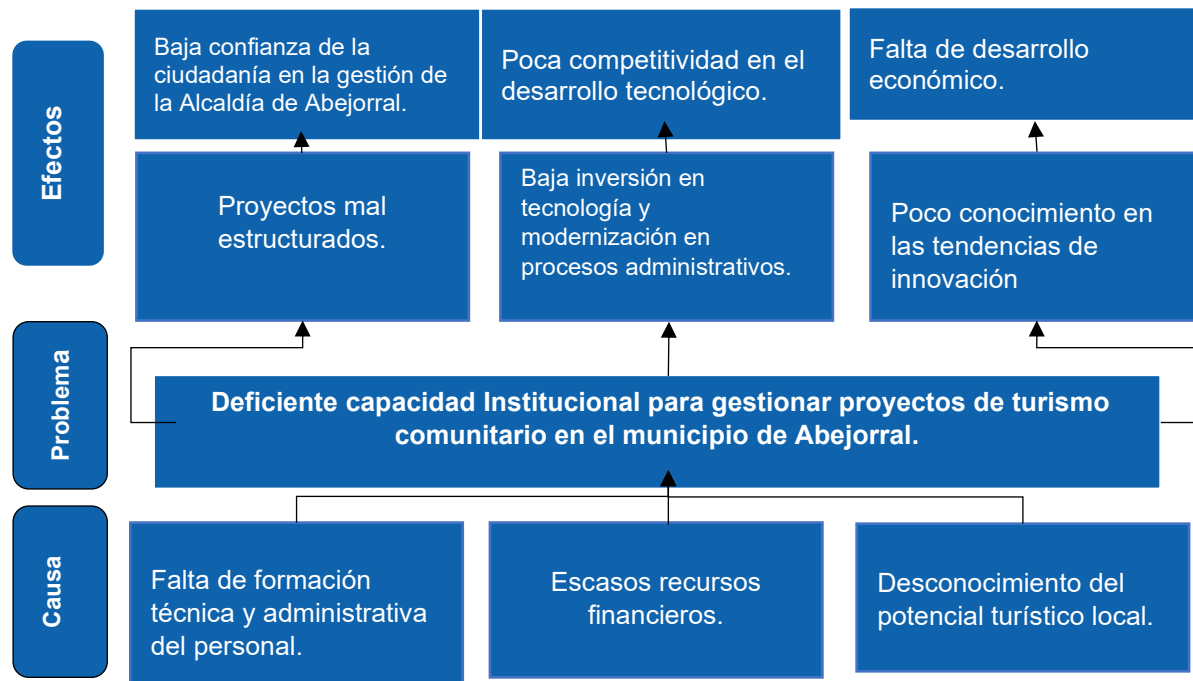 Efectos
Baja confianza de la
ciudadanía en la gestión de
la Alcaldía de Abejorral.
Poca competitividad en el
desarrollo tecnológico.
Falta de desarrollo
económico.
Proyectos mal
estructurados.
Baja inversión en
tecnología y
modernización en
procesos administrativos.
Poco conocimiento en
las tendencias de
innovación
Problema
Deficiente capacidad Institucional para gestionar proyectos de turismo
comunitario en el municipio de Abejorral.
Causa
Falta de formación
técnica y administrativa
del personal.
Escasos recursos
financieros.
Desconocimiento del
potencial turístico local.